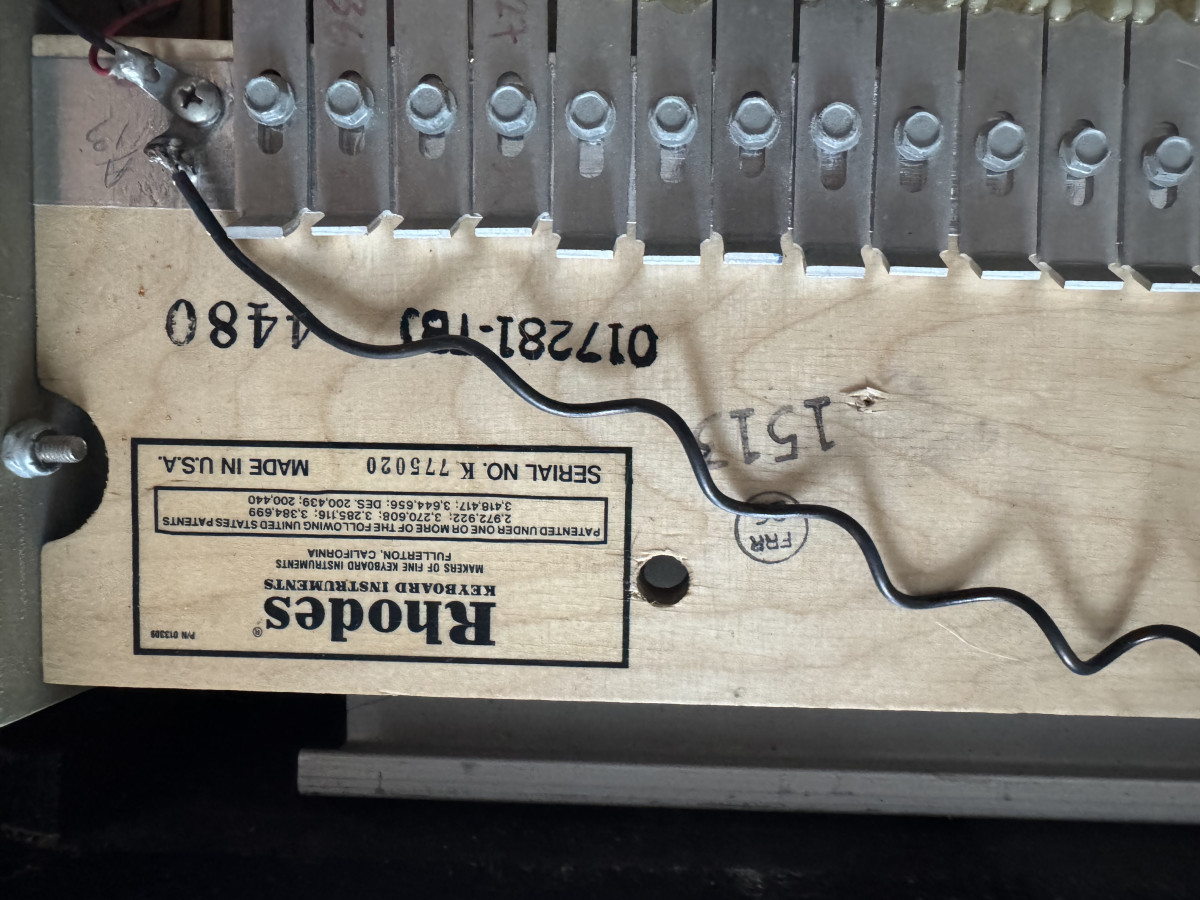 P/N 013309
Rhodes®
KEYBOARD INSTRUMENTS
MAKERS OF FINE KEYBOARD INSTRUMENTS
FULLERTON, CALIFORNIA
PATENTED UNDER ONE OR MORE OF THE FOLLOWING UNITED STATES PATENTS
2,972,922; 3,270,608; 3,285,116; 3,384,699
3,418,417; 3,644,656; DES. 200,439; 200,440
SERIAL NO. K 775020 MADE IN U.S.A.
FRR
1513
017281-TBJ 4480